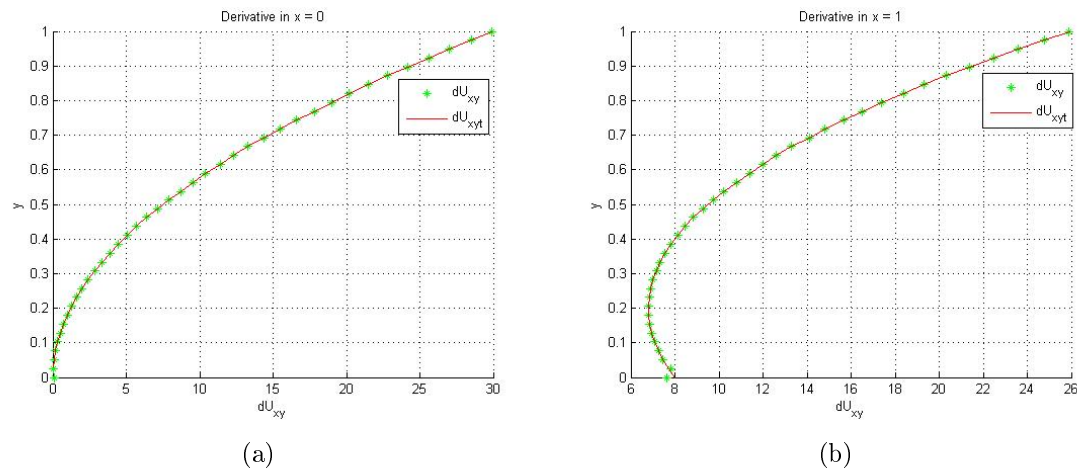 Derivative in x = 0
1
0.9
0.8
0.7
0.6
0.5
0.4
0.3
0.2
0.1
0
y
0 5 10 15 20 25 30
dU_xy
dU_xy
dU_xyt
(a)
Derivative in x = 1
1
0.9
0.8
0.7
0.6
0.5
0.4
0.3
0.2
0.1
0
y
6 8 10 12 14 16 18 20 22 24 26
dU_xy
dU_xy
dU_xyt
(b)